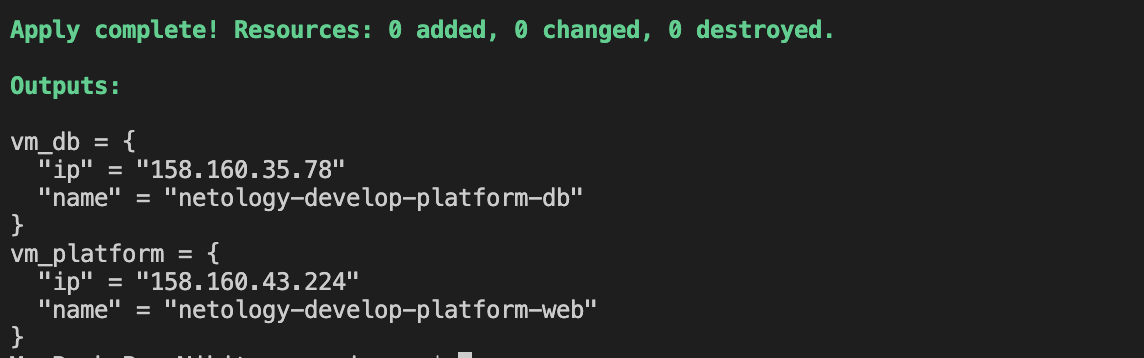 Apply complete! Resources: 0 added, 0 changed, 0 destroyed.
Outputs:
vm_db = {
"ip" = "158.160.35.78"
"name" = "netology-develop-platform-db"
}
vm_platform = {
"ip" = "158.160.43.224"
"name" = "netology-develop-platform-web"
}